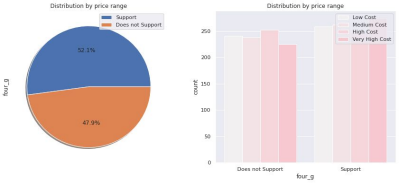 Distribution by price range
Support
Does not Support
52.1%
47.9%
four_g
Distribution by price range
Low Cost
Medium Cost
High Cost
Very High Cost
250
200
150
100
50
0
count
Does not Support
Support
four_g